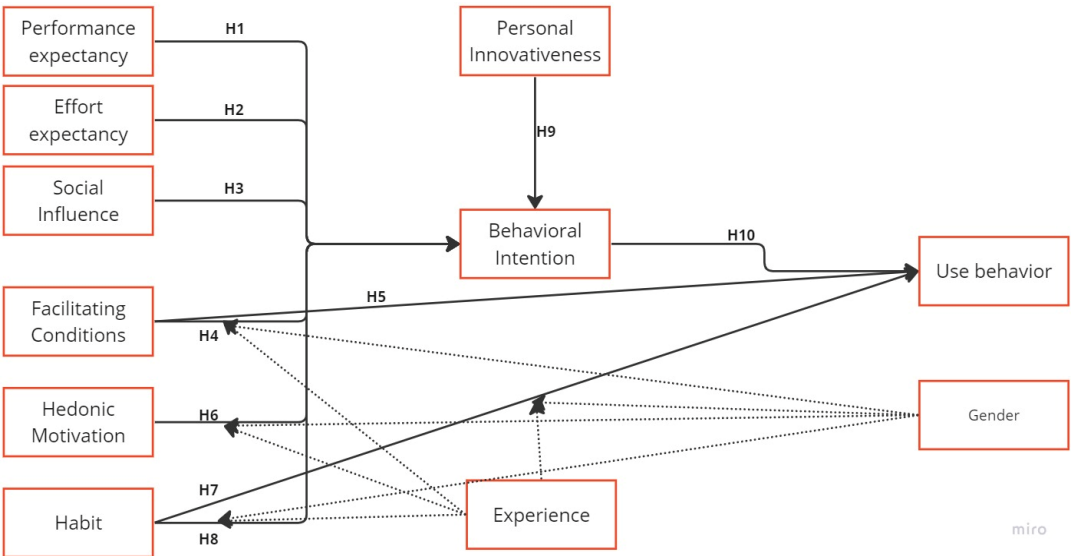 Performance
expectancy
H1
Personal
Innovativeness
Effort
expectancy
H2
H9
Social
Influence
H3
Behavioral
Intention
H10
Use behavior
Facilitating
Conditions
H5
H4
Hedonic
Motivation
H6
Gender
H7
Habit
H8
Experience
miro